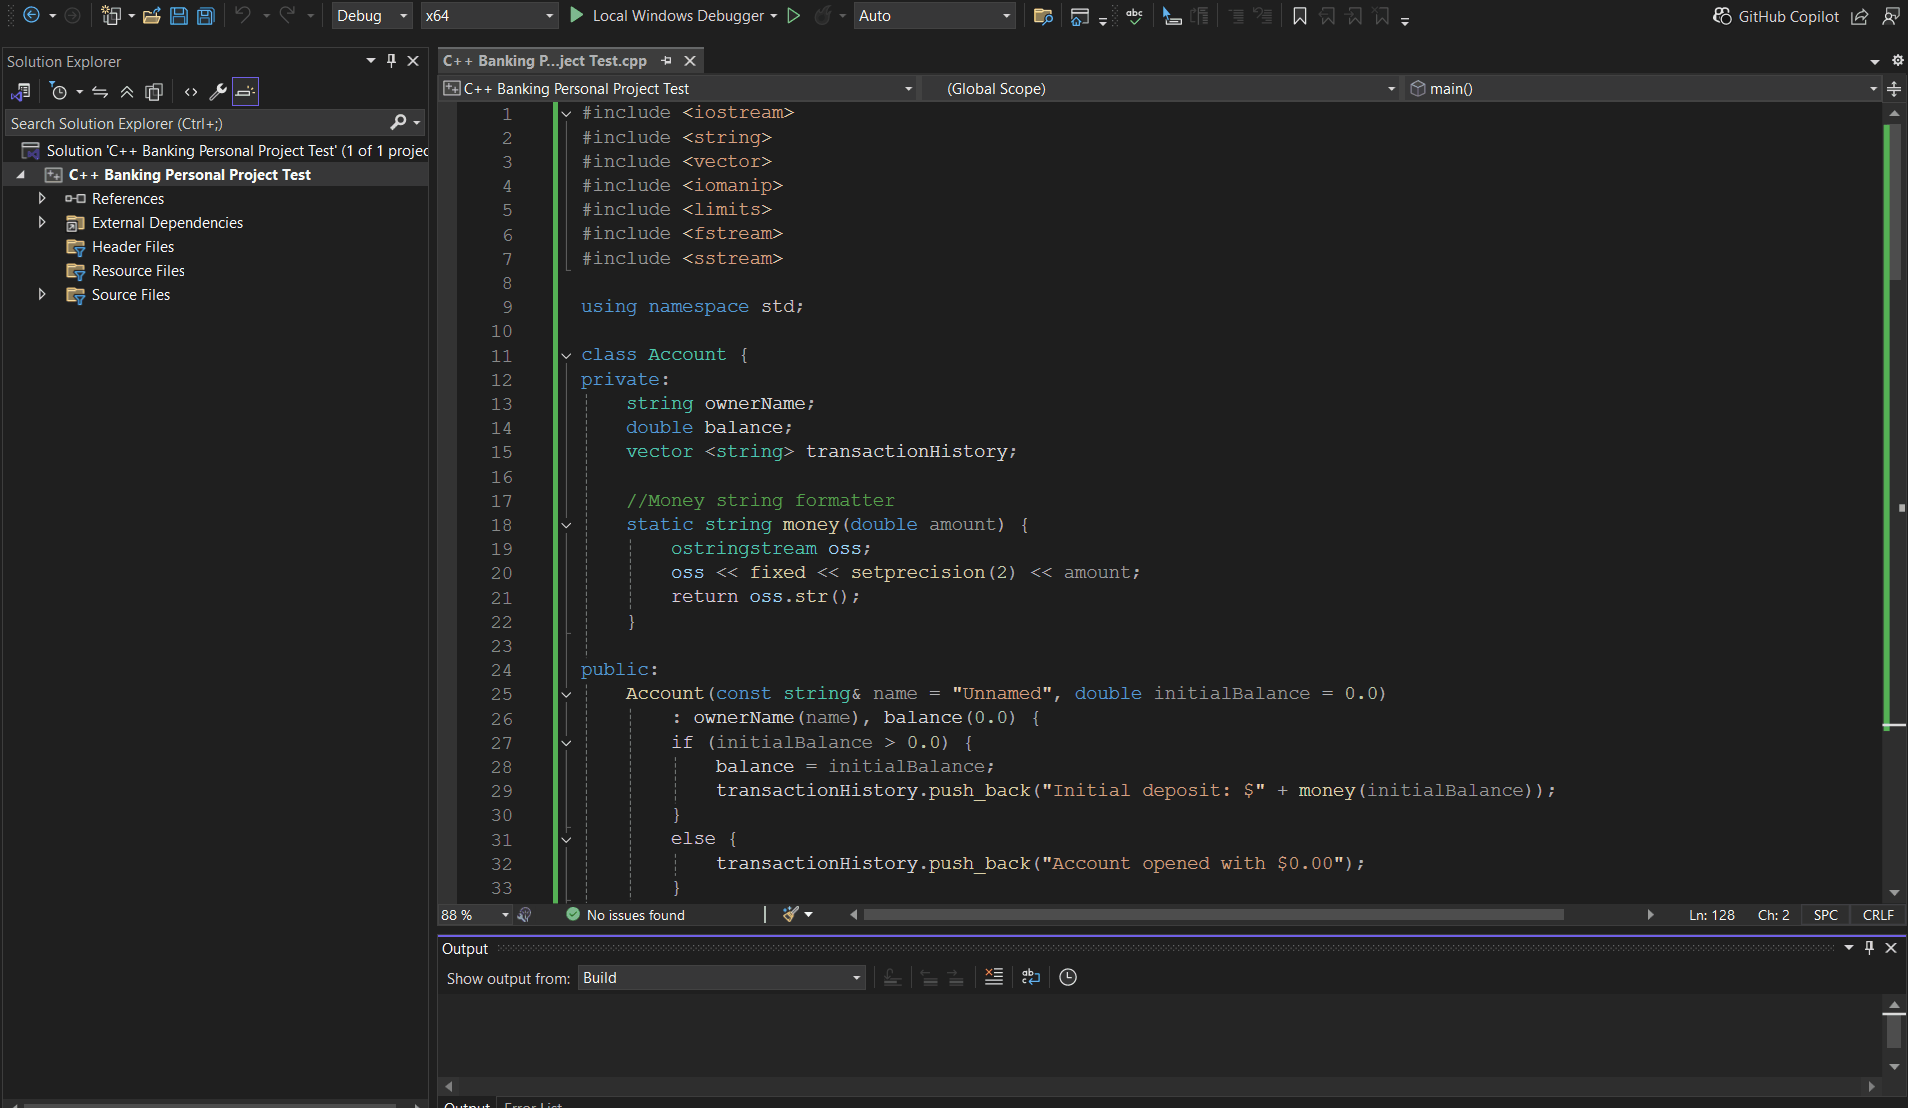 Debug
x64
Local Windows Debugger
Auto
GitHub Copilot
Solution Explorer
Search Solution Explorer (Ctrl+;)
Solution 'C++ Banking Personal Project Test' (1 of 1 projec
C++ Banking Personal Project Test
References
External Dependencies
Header Files
Resource Files
Source Files
C++ Banking P...ject Test.cpp
C++ Banking Personal Project Test
(Global Scope)
main()
1 #include <iostream>
2 #include <string>
3 #include <vector>
4 #include <iomanip>
5 #include <limits>
6 #include <fstream>
7 #include <sstream>
8
9 using namespace std;
10
11 class Account {
12 private:
13 string ownerName;
14 double balance;
15 vector <string> transactionHistory;
16
17 //Money string formatter
18 static string money(double amount) {
19 ostringstream oss;
20 oss << fixed << setprecision(2) << amount;
21 return oss.str();
22 }
23
24 public:
25 Account(const string& name = "Unnamed", double initialBalance = 0.0)
26 : ownerName(name), balance(0.0) {
27 if (initialBalance > 0.0) {
28 balance = initialBalance;
29 transactionHistory.push_back("Initial deposit: $" + money(initialBalance));
30 }
31 else {
32 transactionHistory.push_back("Account opened with $0.00");
33 }
88 %
No issues found
Ln: 128
Ch: 2
SPC
CRLF
Output
Show output from:
Build
Output
Error List